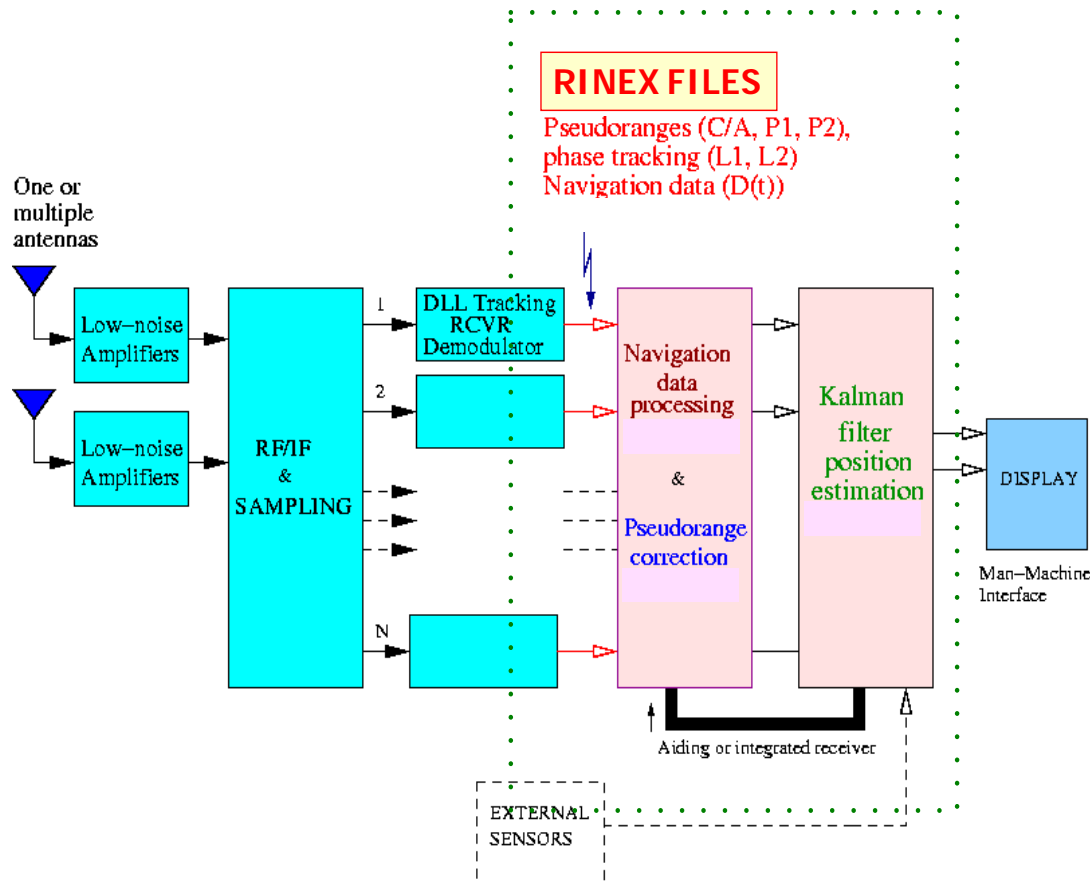 RINEX FILES
Pseudoranges (C/A, P1, P2),
phase tracking (L1, L2)
Navigation data (D(t))
One or
multiple
antennas
Low-noise
Amplifiers
Low-noise
Amplifiers
RF/IF
&
SAMPLING
1
2
N
DLL Tracking
RCVR
Demodulator
Navigation
data
processing
&
Pseudorange
correction
Kalman
filter
position
estimation
DISPLAY
Man-Machine
Interface
Aiding or integrated receiver
EXTERNAL
SENSORS